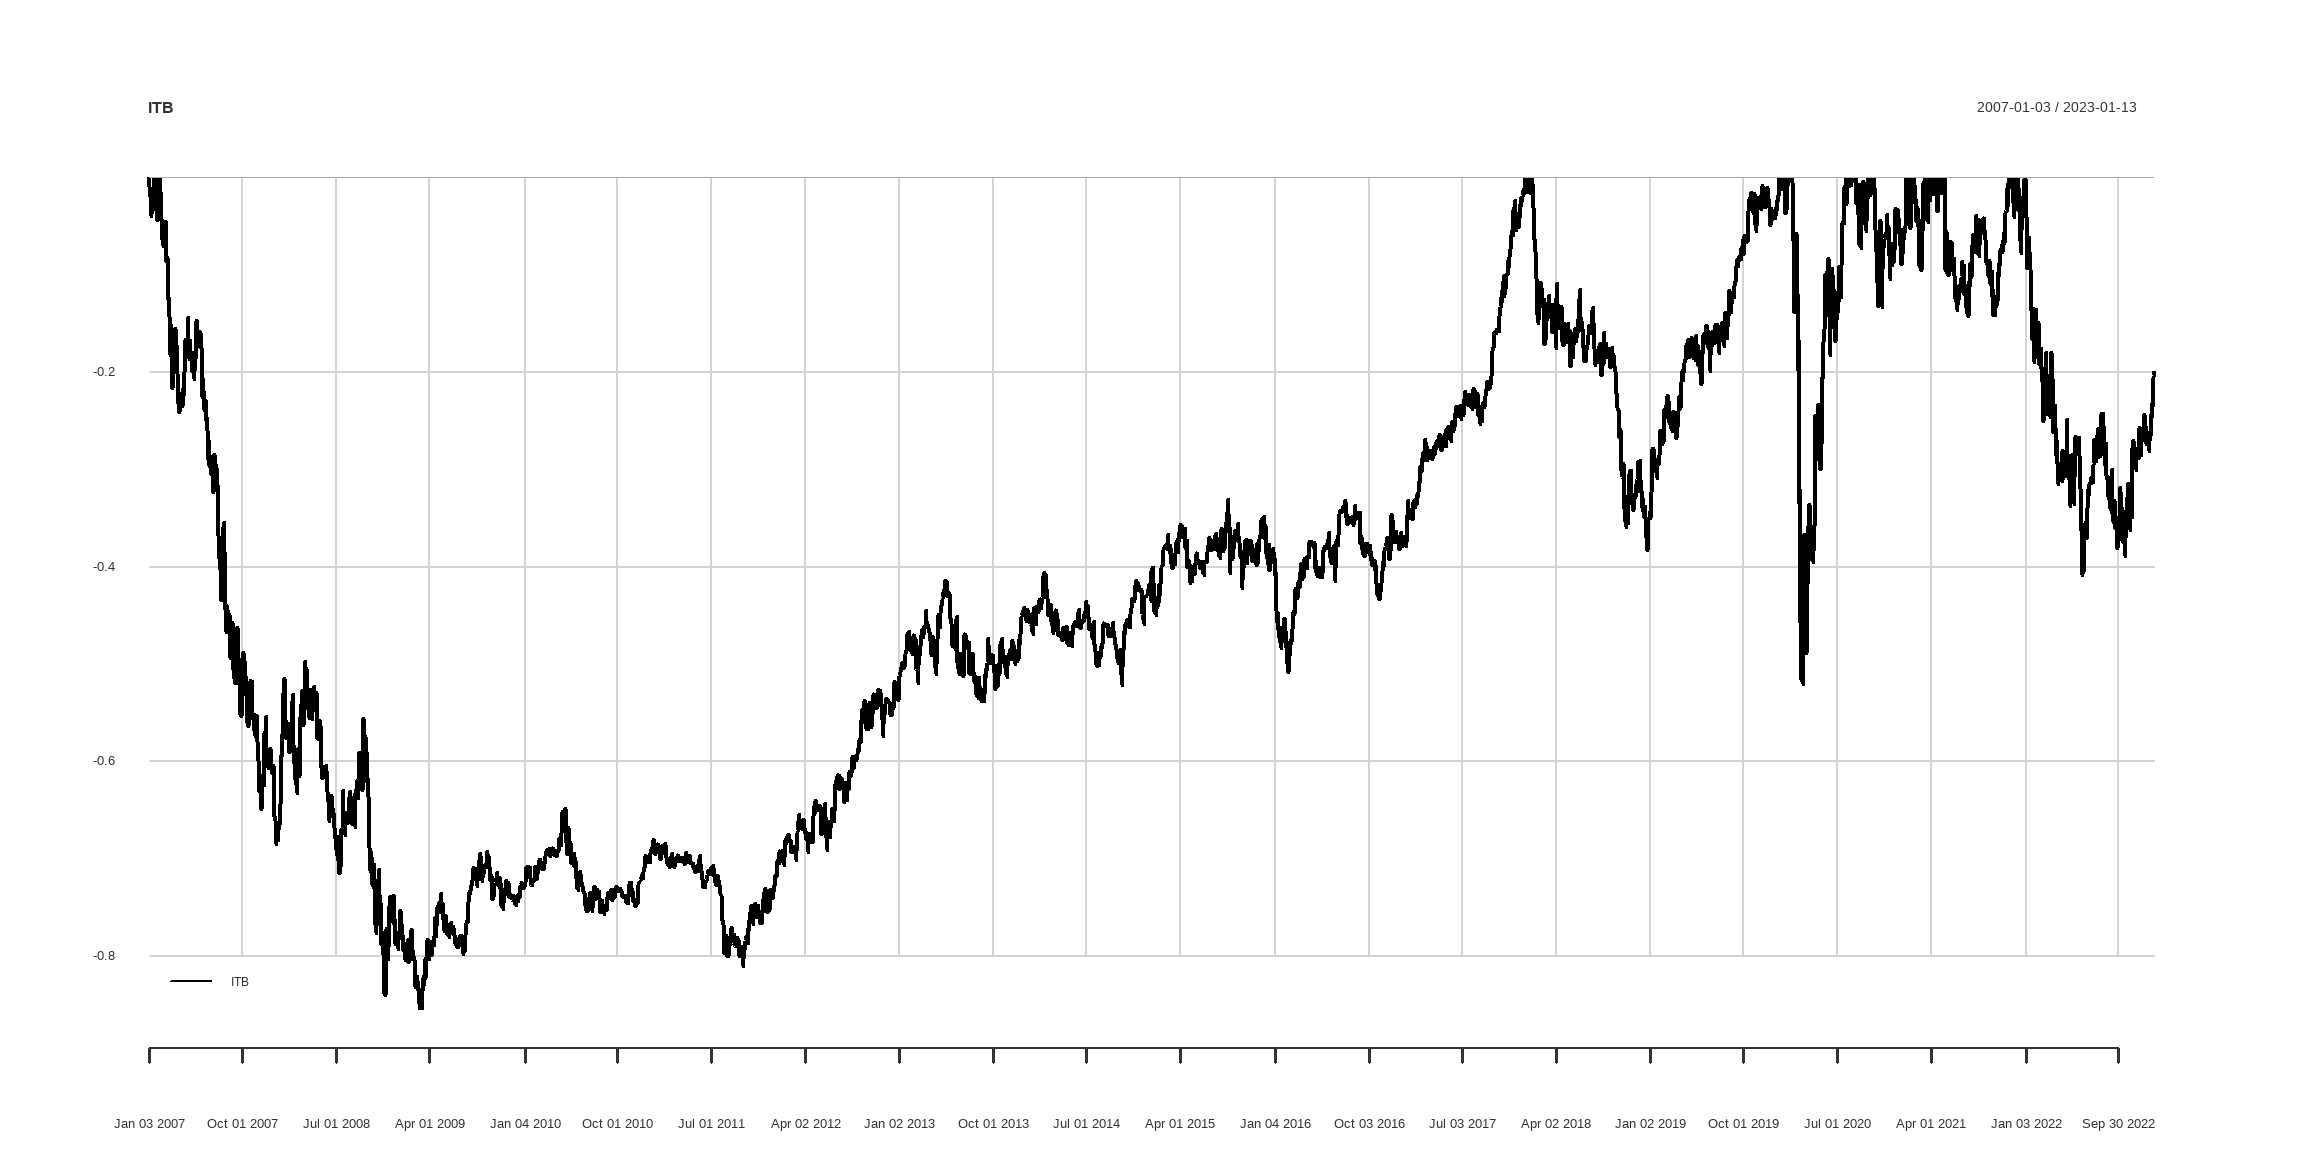 ITB
2007-01-03 / 2023-01-13
-0.2
-0.4
-0.6
-0.8
ITB
Jan 03 2007 Oct 01 2007 Jul 01 2008 Apr 01 2009 Jan 04 2010 Oct 01 2010 Jul 01 2011 Apr 02 2012 Jan 02 2013 Oct 01 2013 Jul 01 2014 Apr 01 2015 Jan 04 2016 Oct 03 2016 Jul 03 2017 Apr 02 2018 Jan 02 2019 Oct 01 2019 Jul 01 2020 Apr 01 2021 Jan 03 2022 Sep 30 2022